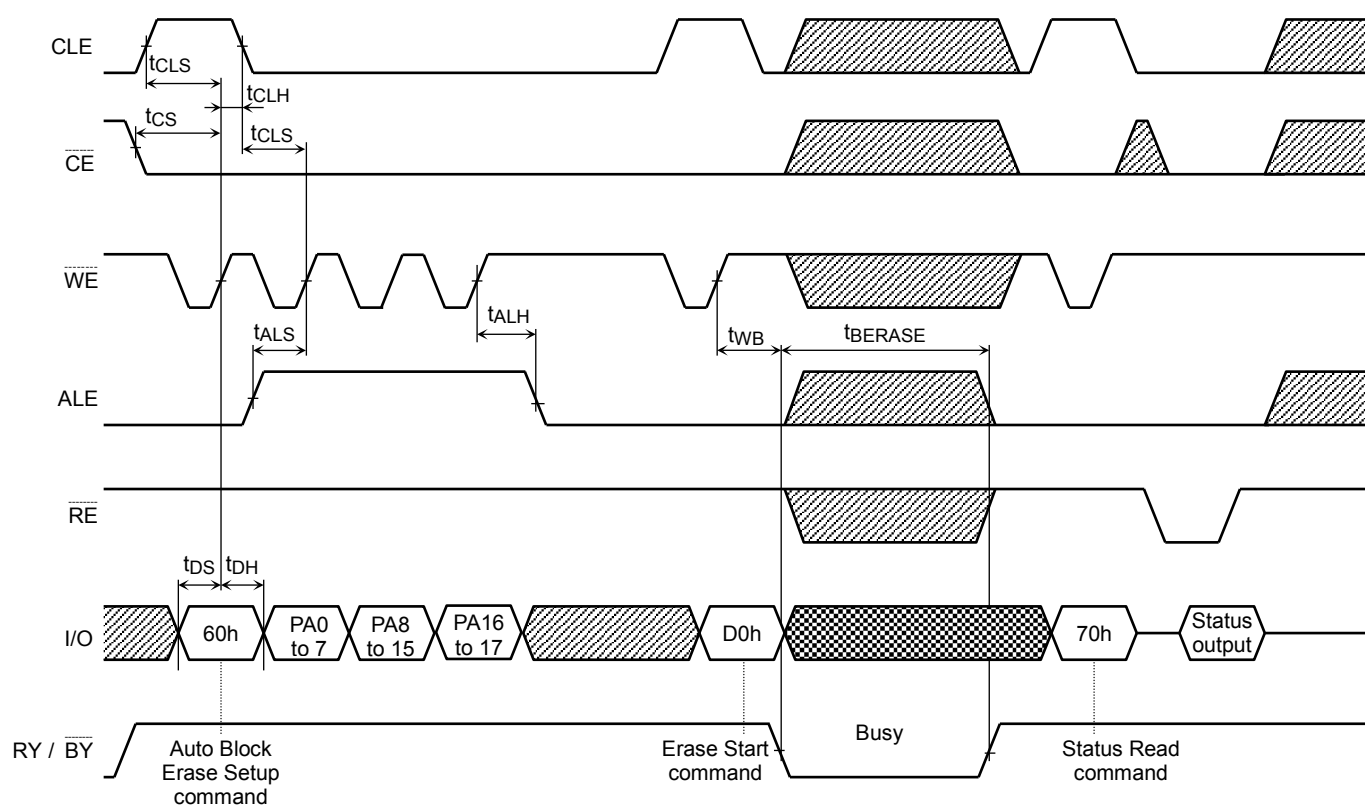 CLE
tCLS
tCLH
tCS
tCLS
CE
WE
tALS
tALH
tWB
tBERASE
ALE
RE
tDS
tDH
I/O
60h
PA0
to 7
PA8
to 15
PA16
to 17
D0h
70h
Status
output
RY / BY
Auto Block
Erase Setup
command
Erase Start
command
Busy
Status Read
command